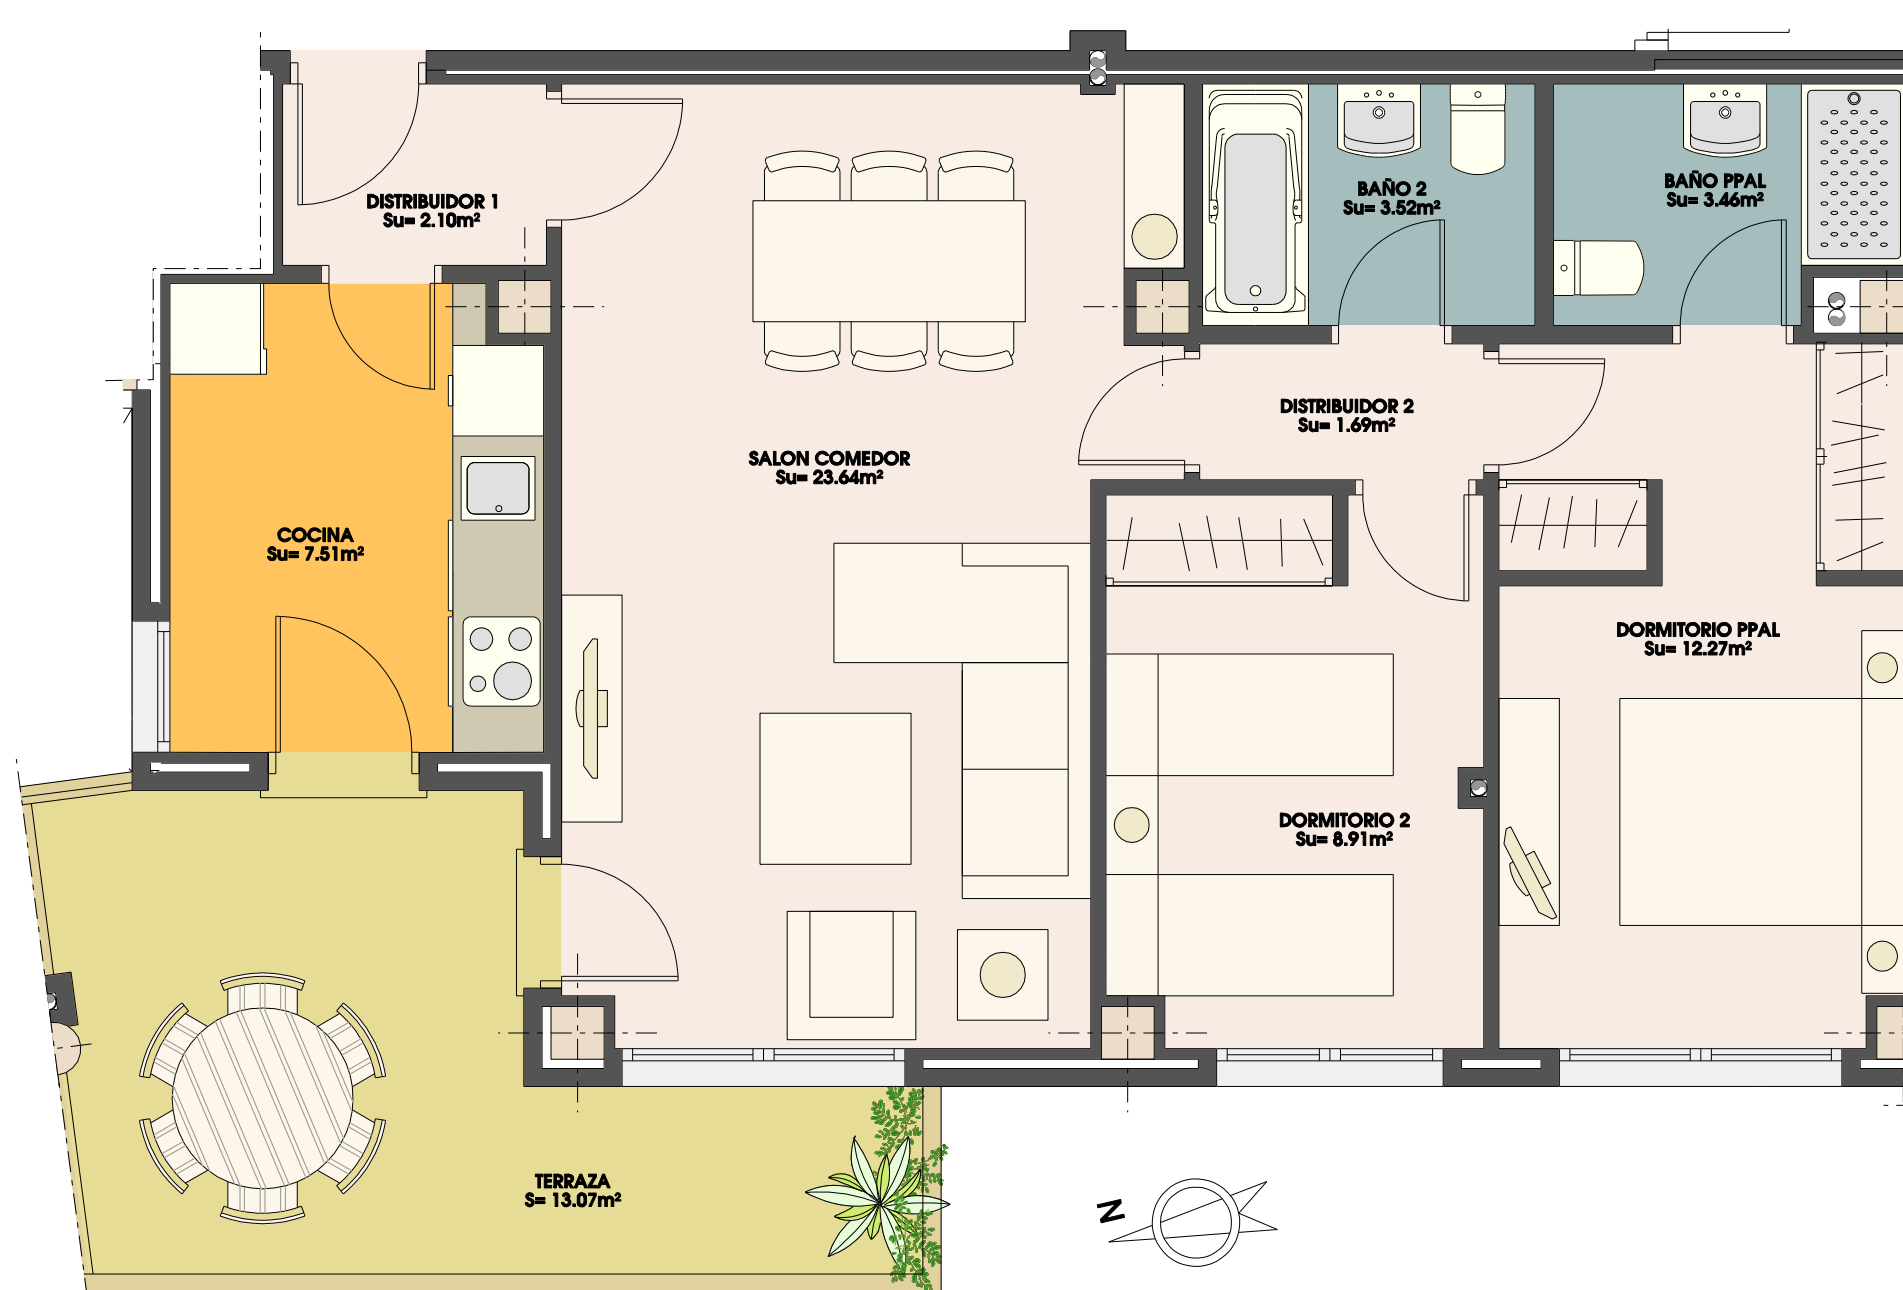 DISTRIBUIDOR 1
Su= 2.10m²
BAÑO 2
Su= 3.52m²
BAÑO PPAL
Su= 3.46m²
DISTRIBUIDOR 2
Su= 1.69m²
SALON COMEDOR
Su= 23.64m²
COCINA
Su= 7.51m²
DORMITORIO PPAL
Su= 12.27m²
DORMITORIO 2
Su= 8.91m²
TERRAZA
S= 13.07m²
N